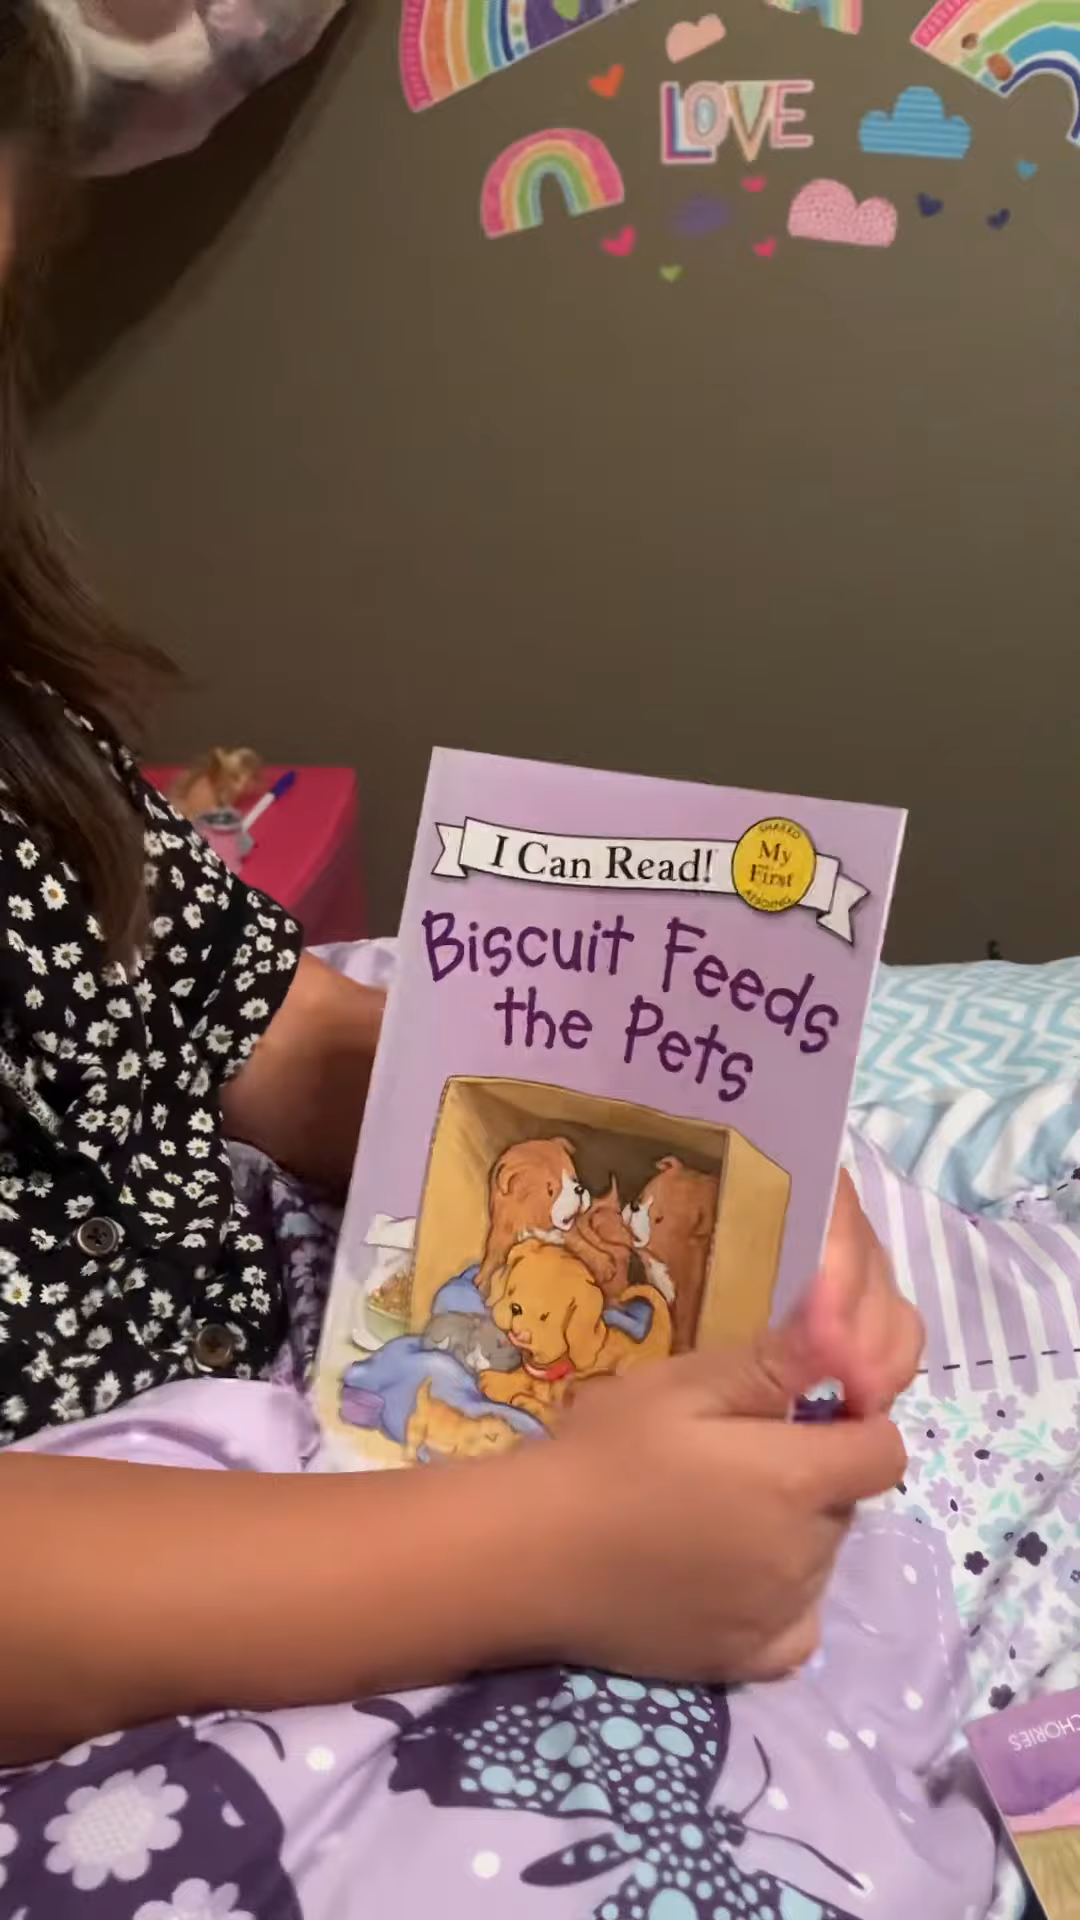 LOVE
I Can Read!
SHARED
My
First
READING
Biscuit Feeds
the Pets